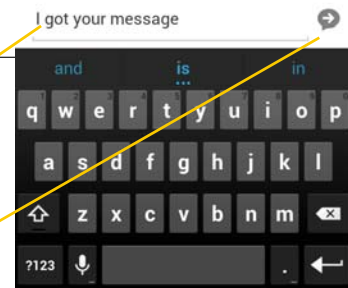 I got your message
and is in
q w e r t y u i o p
a s d f g h j k l
z x c v b n m
?123 .